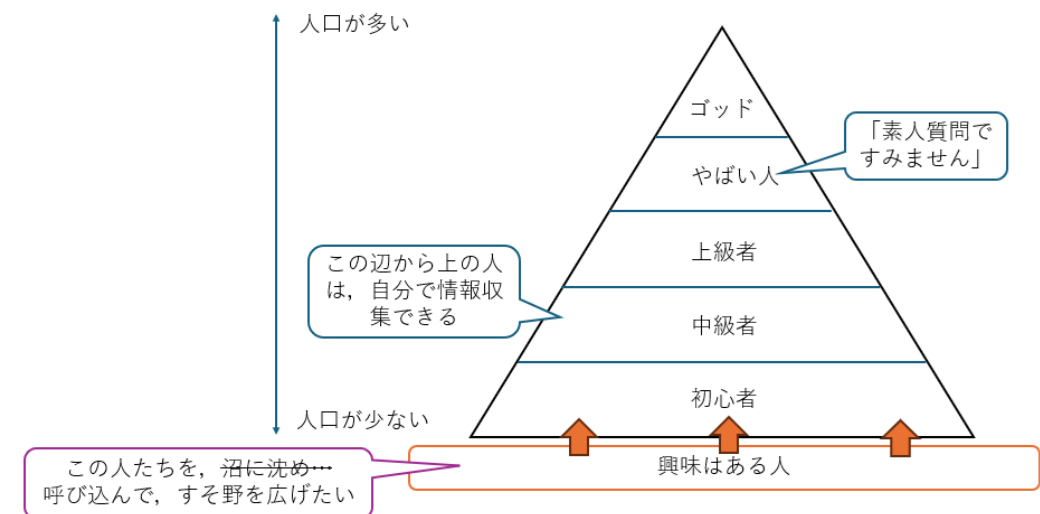 人口が多い
ゴッド
「素人質問で
すみません」
やばい人
上級者
この辺から上の人
は，自分で情報収
集できる
中級者
初心者
人口が少ない
興味はある人
この人たちを，沼に沈め…
呼び込んで，すそ野を広げたい